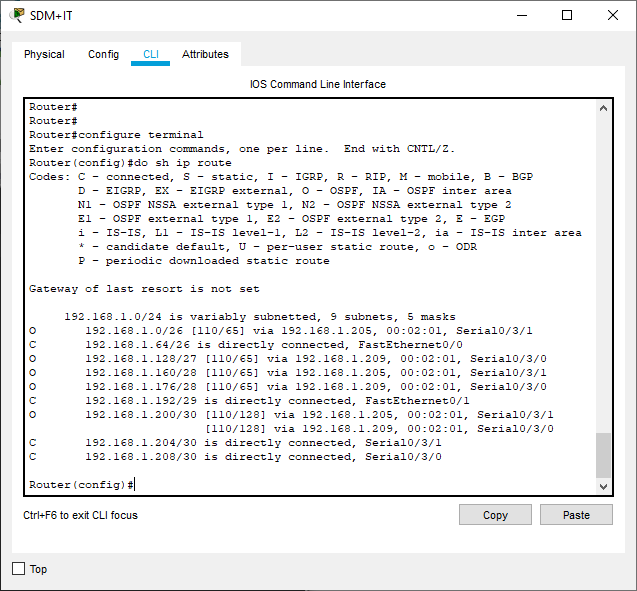 SDM+IT
Physical Config CLI Attributes
IOS Command Line Interface
Router#
Router#
Router#configure terminal
Enter configuration commands, one per line.  End with CNTL/Z.
Router(config)#do sh ip route
Codes: C - connected, S - static, I - IGRP, R - RIP, M - mobile, B - BGP
       D - EIGRP, EX - EIGRP external, O - OSPF, IA - OSPF inter area
       N1 - OSPF NSSA external type 1, N2 - OSPF NSSA external type 2
       E1 - OSPF external type 1, E2 - OSPF external type 2, E - EGP
       i - IS-IS, L1 - IS-IS level-1, L2 - IS-IS level-2, ia - IS-IS inter area
       * - candidate default, U - per-user static route, o - ODR
       P - periodic downloaded static route
Gateway of last resort is not set
     192.168.1.0/24 is variably subnetted, 9 subnets, 5 masks
O       192.168.1.0/26 [110/65] via 192.168.1.205, 00:02:01, Serial0/3/1
C       192.168.1.64/26 is directly connected, FastEthernet0/0
O       192.168.1.128/27 [110/65] via 192.168.1.209, 00:02:01, Serial0/3/0
O       192.168.1.160/28 [110/65] via 192.168.1.205, 00:02:01, Serial0/3/1
O       192.168.1.176/28 [110/65] via 192.168.1.209, 00:02:01, Serial0/3/0
C       192.168.1.192/29 is directly connected, FastEthernet0/1
O       192.168.1.200/30 [110/128] via 192.168.1.205, 00:02:01, Serial0/3/1
                         [110/128] via 192.168.1.209, 00:02:01, Serial0/3/0
C       192.168.1.204/30 is directly connected, Serial0/3/1
C       192.168.1.208/30 is directly connected, Serial0/3/0
Router(config)#
Ctrl+F6 to exit CLI focus
Copy Paste
Top